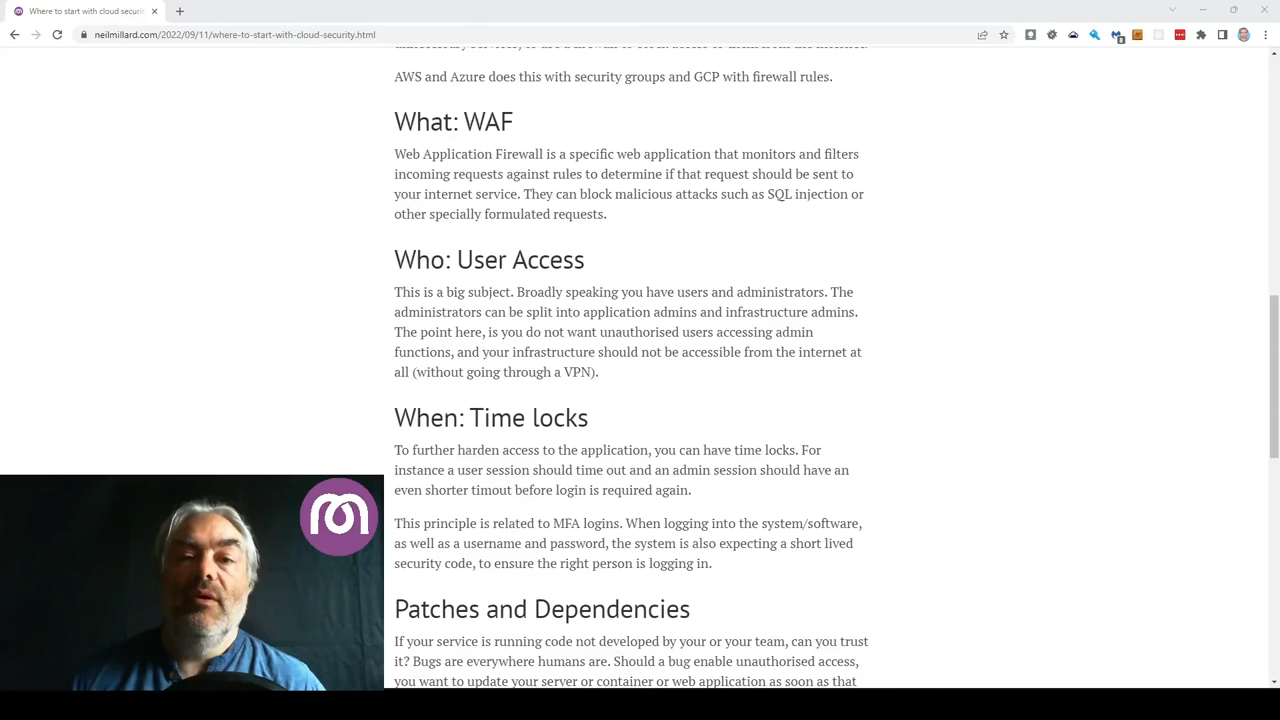 Where to start with cloud securi
neilmillard.com/2022/09/11/where-to-start-with-cloud-security.html
AWS and Azure does this with security groups and GCP with firewall rules.
What: WAF
Web Application Firewall is a specific web application that monitors and filters
incoming requests against rules to determine if that request should be sent to
your internet service. They can block malicious attacks such as SQL injection or
other specially formulated requests.
Who: User Access
This is a big subject. Broadly speaking you have users and administrators. The
administrators can be split into application admins and infrastructure admins.
The point here, is you do not want unauthorised users accessing admin
functions, and your infrastructure should not be accessible from the internet at
all (without going through a VPN).
When: Time locks
To further harden access to the application, you can have time locks. For
instance a user session should time out and an admin session should have an
even shorter timout before login is required again.
This principle is related to MFA logins. When logging into the system/software,
as well as a username and password, the system is also expecting a short lived
security code, to ensure the right person is logging in.
Patches and Dependencies
If your service is running code not developed by your or your team, can you trust
it? Bugs are everywhere humans are. Should a bug enable unauthorised access,
you want to update your server or container or web application as soon as that